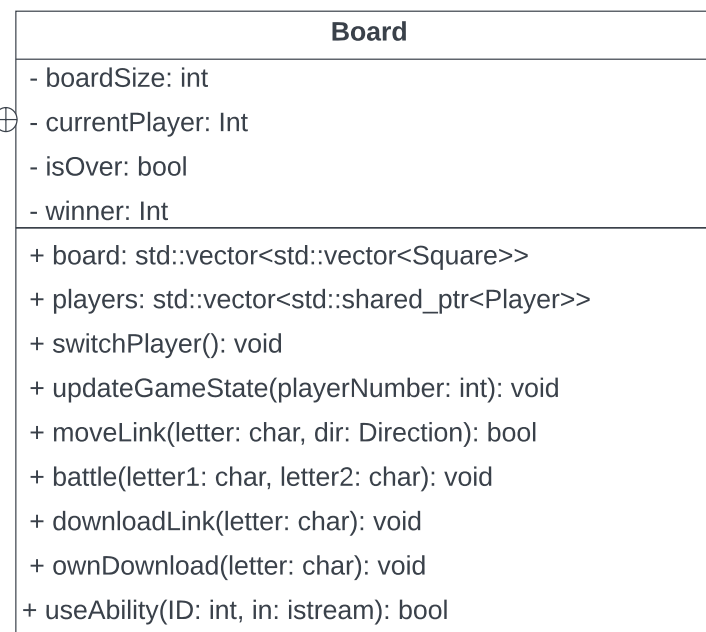 Board
- boardSize: int
- currentPlayer: Int
- isOver: bool
- winner: Int
+ board: std::vector<std::vector<Square>>
+ players: std::vector<std::shared_ptr<Player>>
+ switchPlayer(): void
+ updateGameState(playerNumber: int): void
+ moveLink(letter: char, dir: Direction): bool
+ battle(letter1: char, letter2: char): void
+ downloadLink(letter: char): void
+ ownDownload(letter: char): void
+ useAbility(ID: int, in: istream): bool